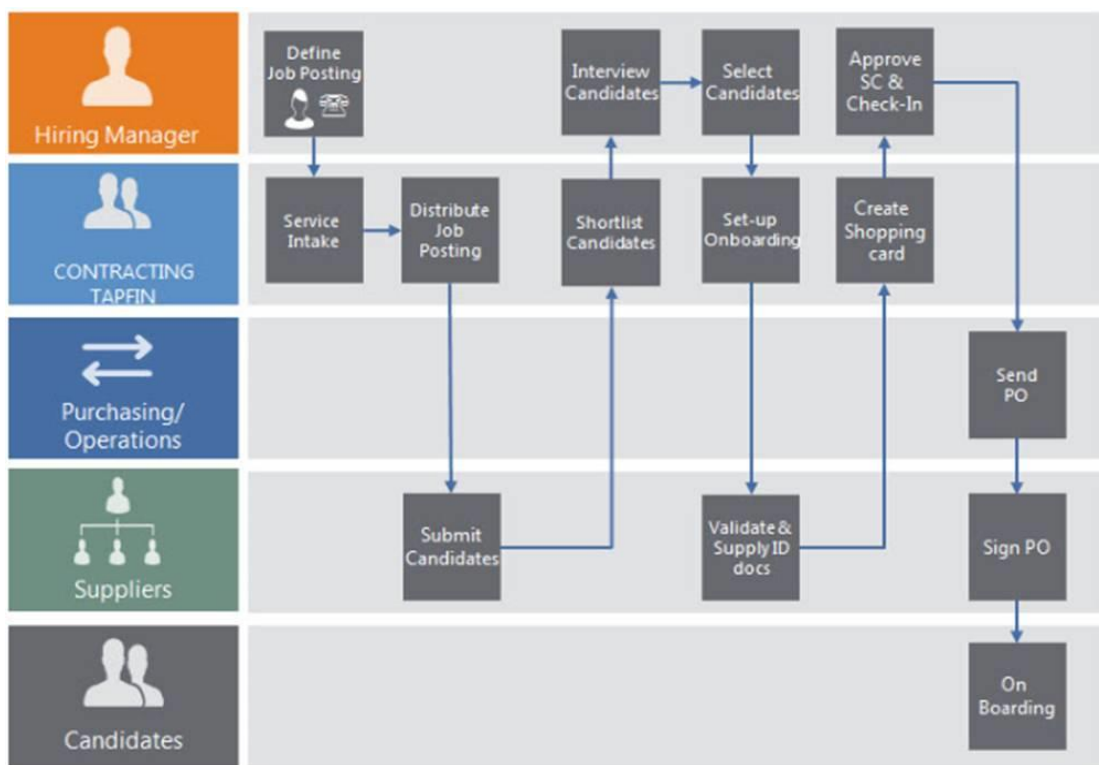 Hiring Manager
Define
Job Posting
Interview
Candidates
Select
Candidates
Approve
SC &
Check-In
CONTRACTING
TAPFIN
Service
Intake
Distribute
Job
Posting
Shortlist
Candidates
Set-up
Onboarding
Create
Shopping
card
Purchasing/
Operations
Send
PO
Suppliers
Submit
Candidates
Validate &
Supply ID
docs
Sign PO
Candidates
On
Boarding